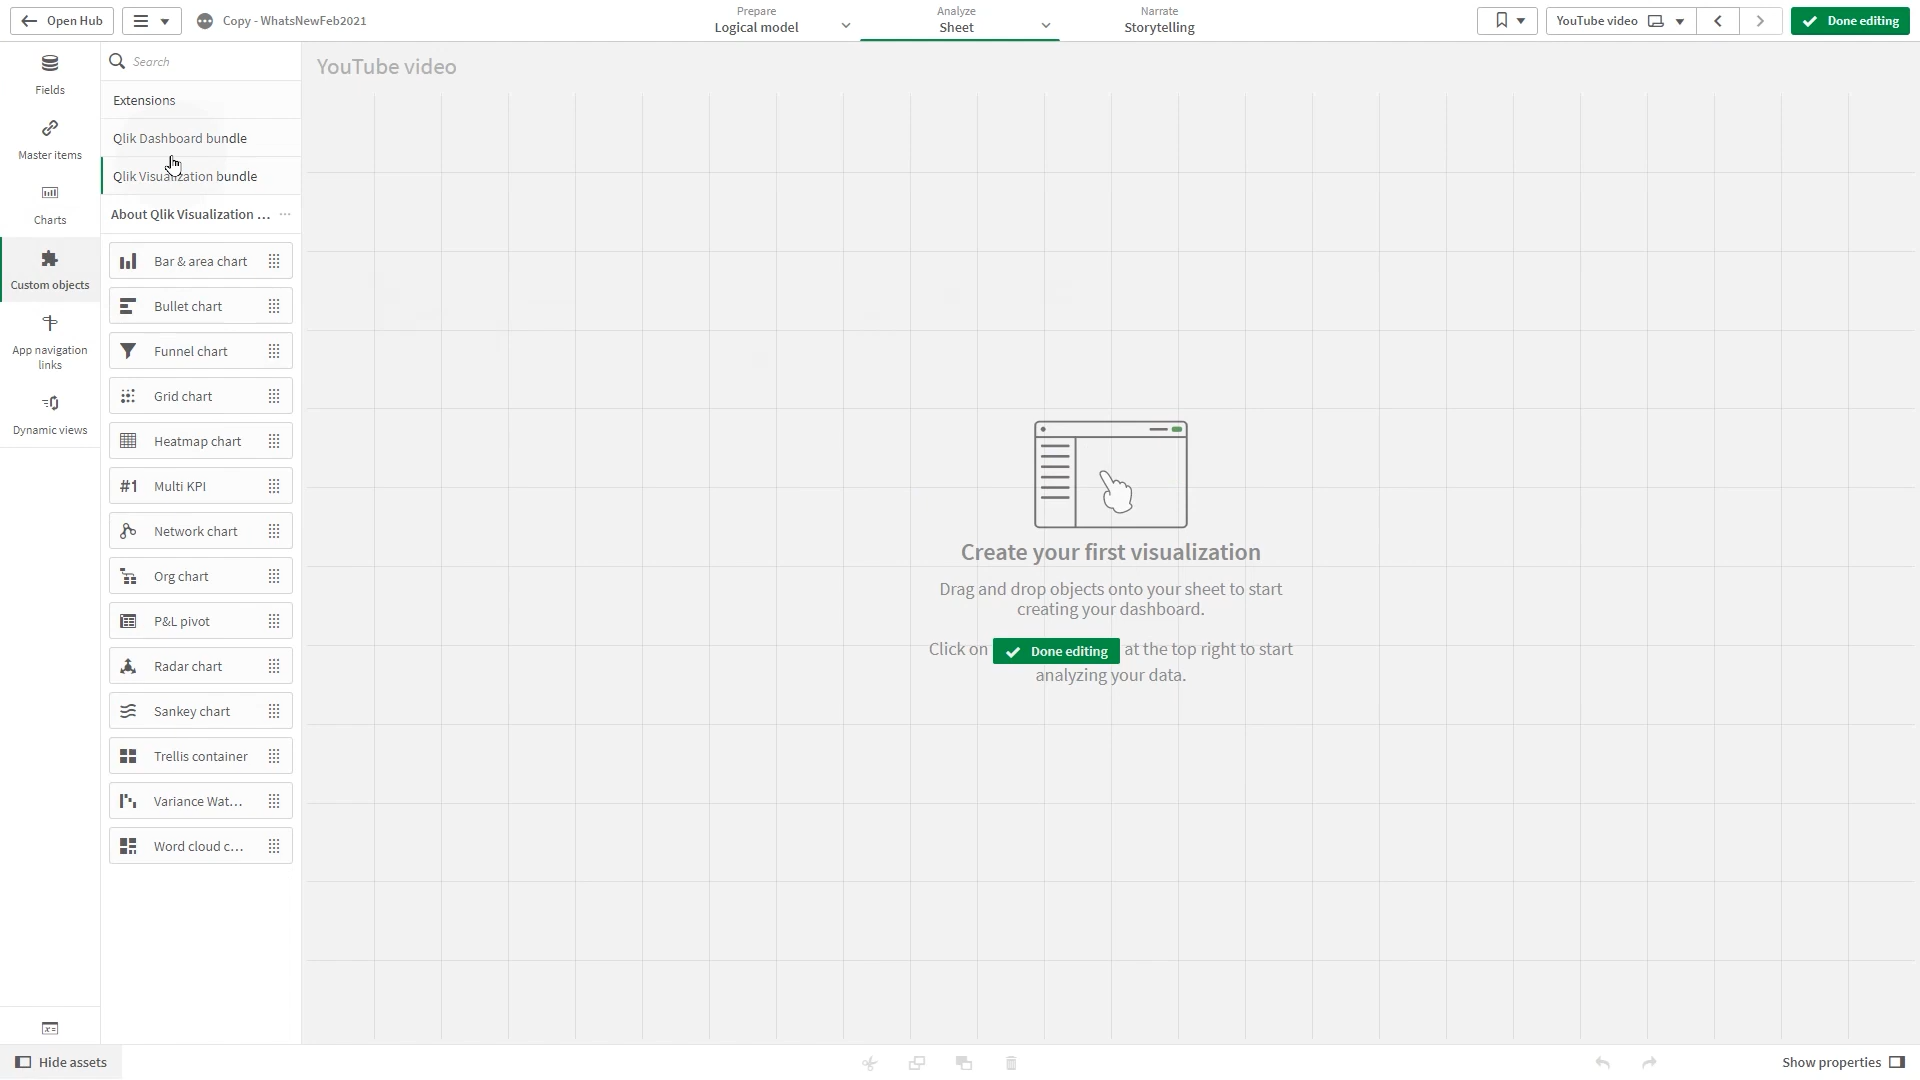 Open Hub
Copy - WhatsNewFeb2021
Prepare
Logical model
Analyze
Sheet
Narrate
Storytelling
YouTube video
Done editing
Fields
Master items
Charts
Custom objects
App navigation
links
Dynamic views
Search
Extensions
Qlik Dashboard bundle
Qlik Visualization bundle
About Qlik Visualization ...
Bar & area chart
Bullet chart
Funnel chart
Grid chart
Heatmap chart
#1 Multi KPI
Network chart
Org chart
P&L pivot
Radar chart
Sankey chart
Trellis container
Variance Wat...
Word cloud c...
YouTube video
Create your first visualization
Drag and drop objects onto your sheet to start
creating your dashboard.
Click on Done editing at the top right to start
analyzing your data.
Hide assets
Show properties